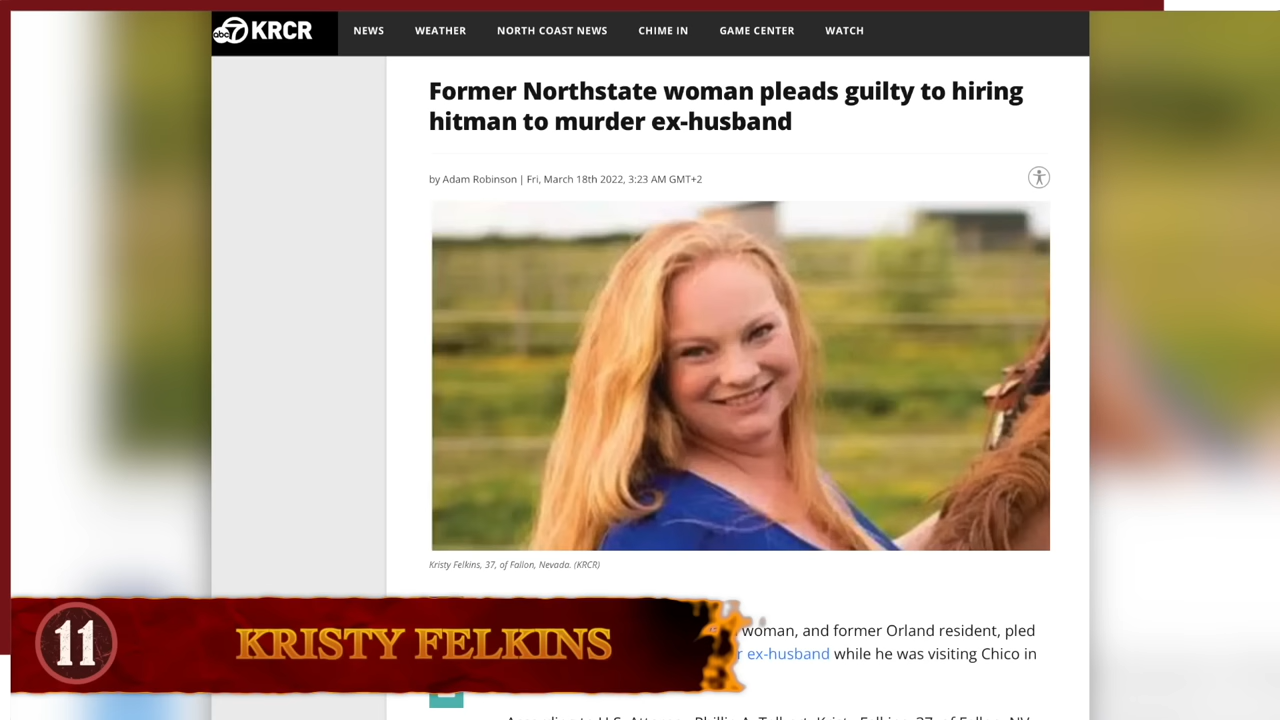 abc 7 KRCR NEWS WEATHER NORTH COAST NEWS CHIME IN GAME CENTER WATCH
Former Northstate woman pleads guilty to hiring
hitman to murder ex-husband
by Adam Robinson | Fri, March 18th 2022, 3:23 AM GMT+2
Kristy Felkins, 37, of Fallon, Nevada. (KRCR)
11 KRISTY FELKINS
woman, and former Orland resident, pled
ex-husband while he was visiting Chico in